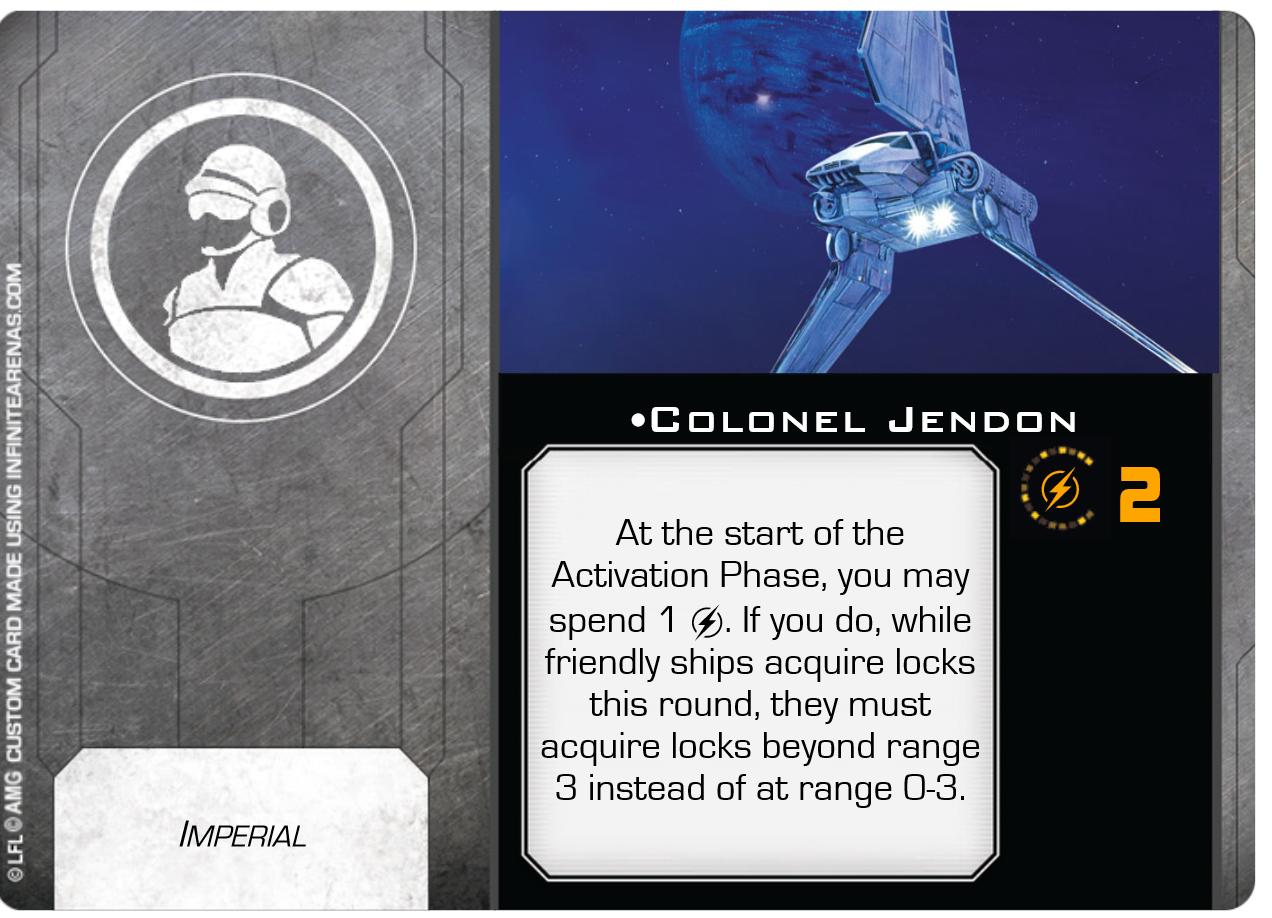 •Colonel Jendon
2
At the start of the
Activation Phase, you may
spend 1 . If you do, while
friendly ships acquire locks
this round, they must
acquire locks beyond range
3 instead of at range 0-3.
Imperial
© LFL © AMG CUSTOM CARD MADE USING INFINITEARENAS.COM